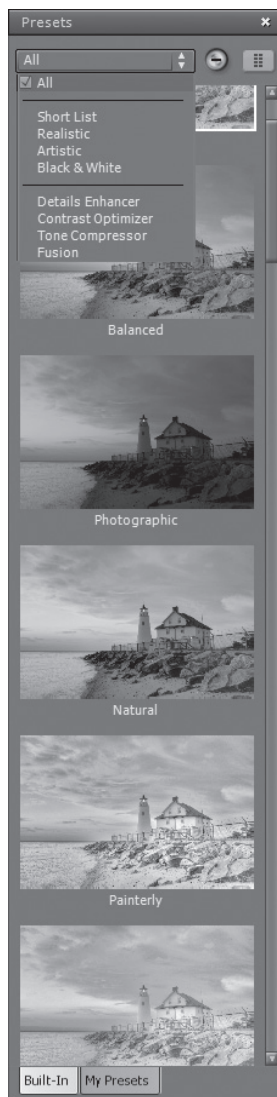 Presets
All
All
Short List
Realistic
Artistic
Black & White
Details Enhancer
Contrast Optimizer
Tone Compressor
Fusion
Balanced
Photographic
Natural
Painterly
Built-In
My Presets